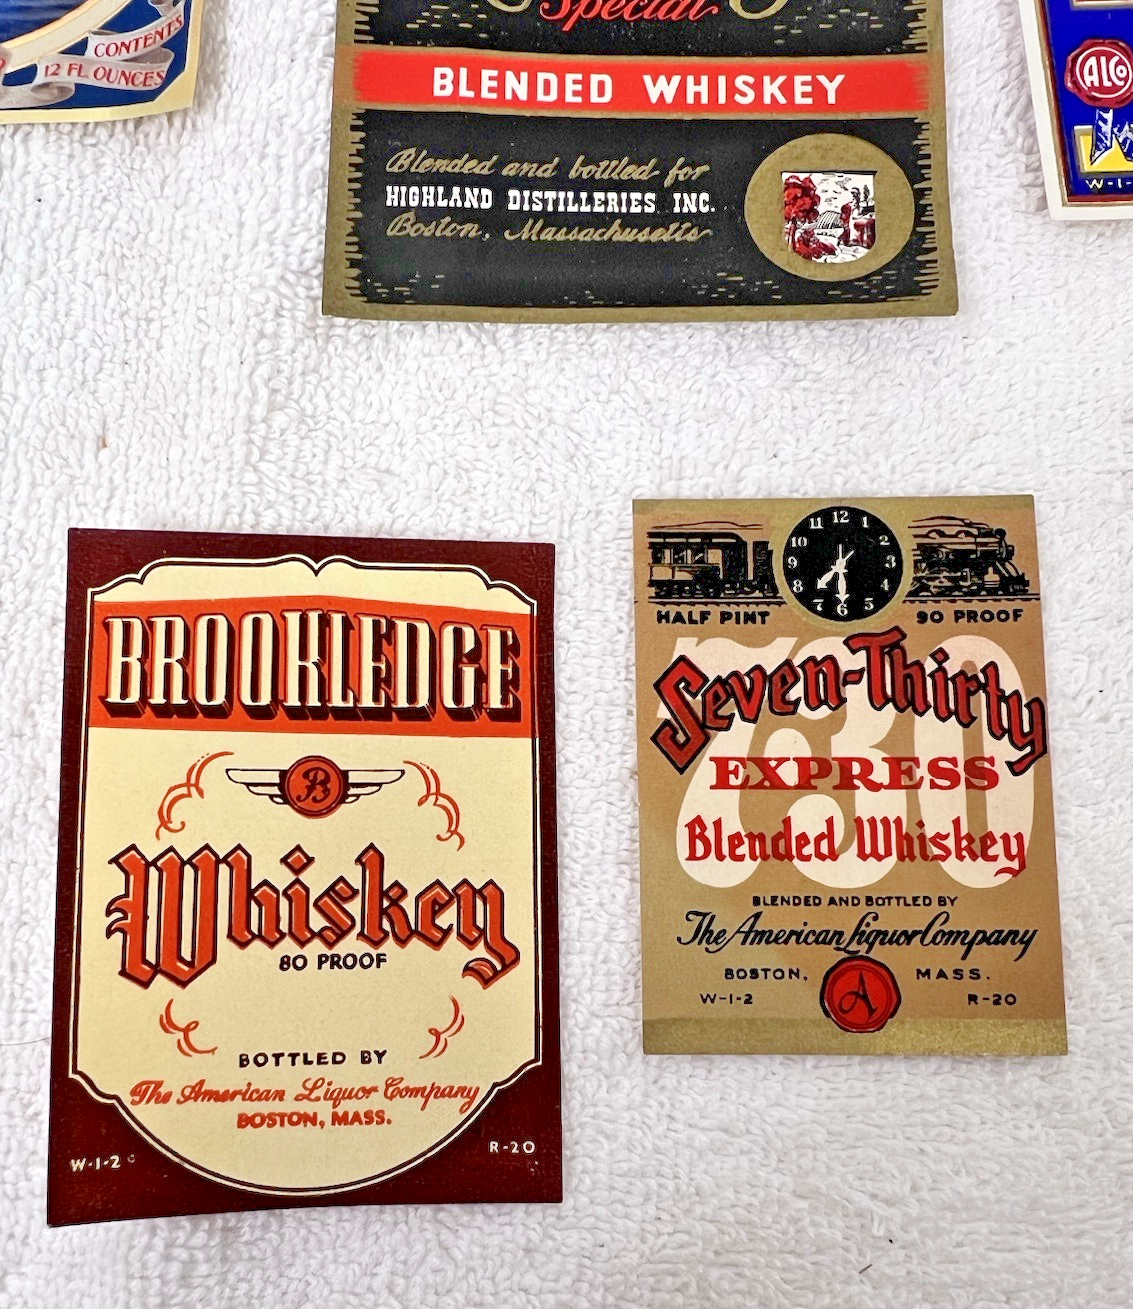 CONTENTS
12 FL OUNCES
Special
BLENDED WHISKEY
Blended and bottled for
HIGHLAND DISTILLERIES INC.
Boston, Massachusetts
ALCO
W-1-
BROOKLEDGE
B
Whiskey
80 PROOF
BOTTLED BY
The American Liquor Company
BOSTON, MASS.
W-1-2
R-20
11 12 1
10 2
9 3
8 4
7 6 5
HALF PINT
90 PROOF
730
Seven-Thirty
EXPRESS
Blended Whiskey
BLENDED AND BOTTLED BY
The American Liquor Company
BOSTON, MASS.
W-1-2
A
R-20